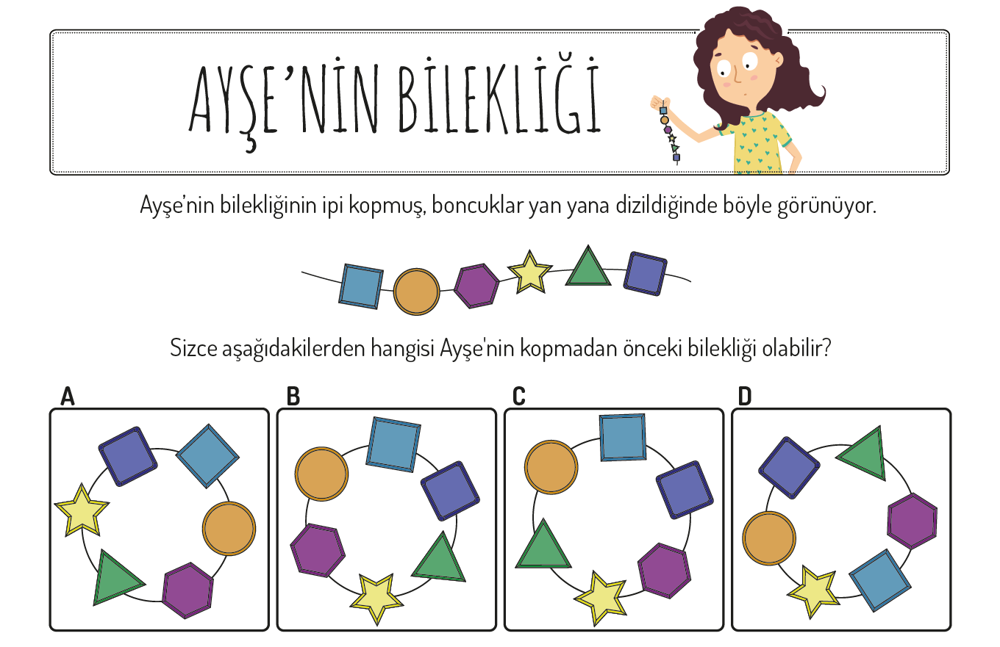 AYŞE’NİN BİLEKLİĞİ
Ayşe’nin bilekliğinin ipi kopmuş, boncuklar yan yana dizildiğinde böyle görünüyor.
Sizce aşağıdakilerden hangisi Ayşe'nin kopmadan önceki bilekliği olabilir?
A
B
C
D